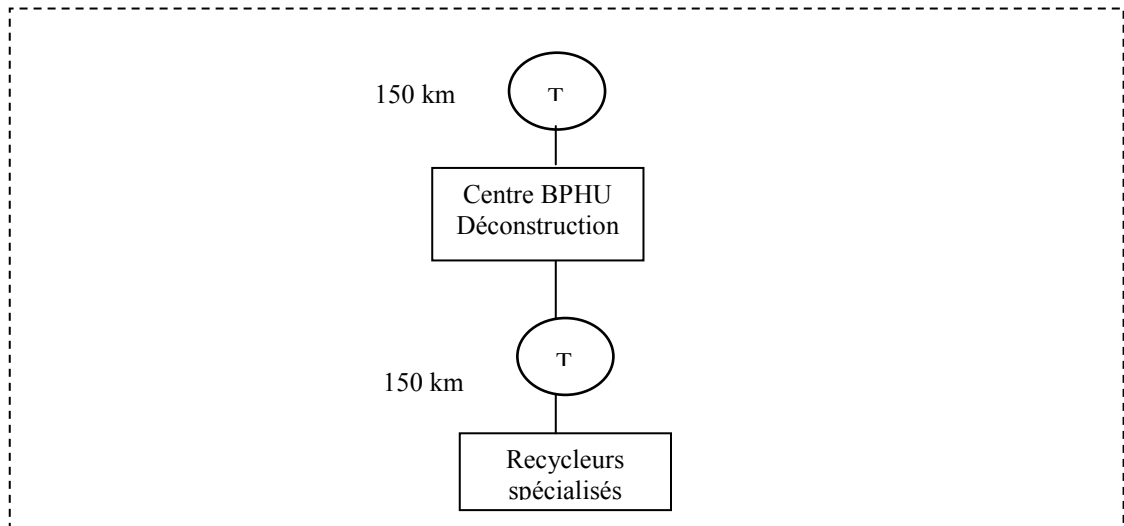 150 km
T
Centre BPHU
Déconstruction
T
150 km
Recycleurs
spécialisés